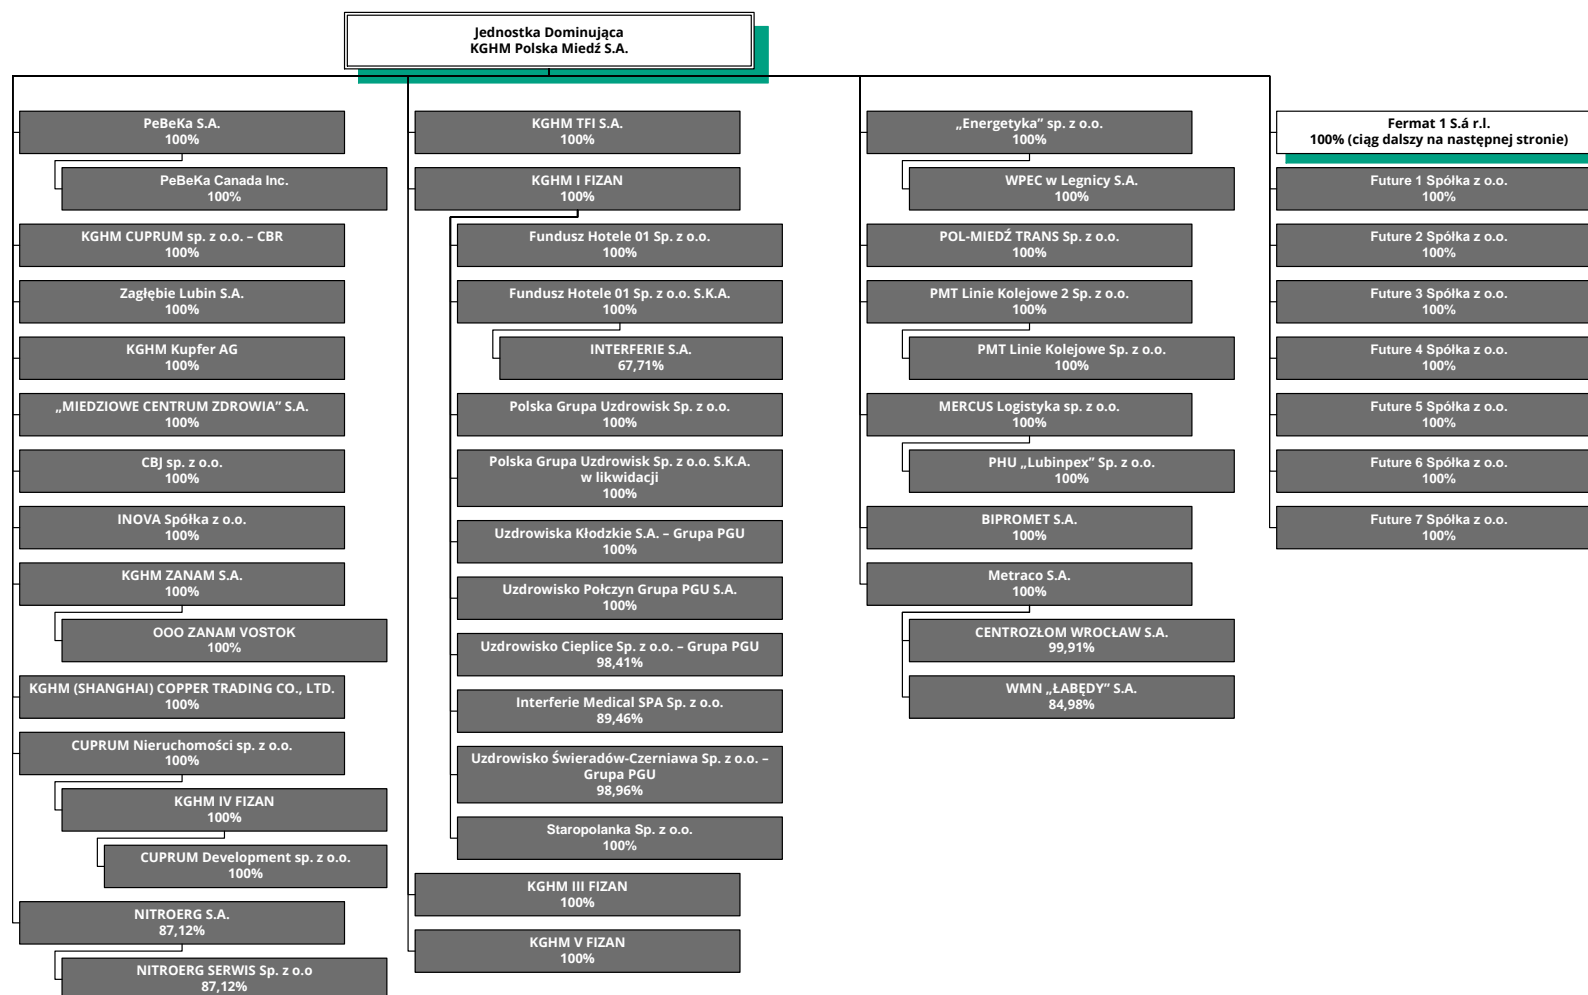 Jednostka Dominująca
KGHM Polska Miedź S.A.
PeBeKa S.A.
100%
PeBeKa Canada Inc.
100%
KGHM CUPRUM sp. z o.o. – CBR
100%
Zagłębie Lubin S.A.
100%
KGHM Kupfer AG
100%
„MIEDZIOWE CENTRUM ZDROWIA” S.A.
100%
CBJ sp. z o.o.
100%
INOVA Spółka z o.o.
100%
KGHM ZANAM S.A.
100%
OOO ZANAM VOSTOK
100%
KGHM (SHANGHAI) COPPER TRADING CO., LTD.
100%
CUPRUM Nieruchomości sp. z o.o.
100%
KGHM IV FIZAN
100%
CUPRUM Development sp. z o.o.
100%
NITROERG S.A.
87,12%
NITROERG SERWIS Sp. z o.o
87,12%
KGHM TFI S.A.
100%
KGHM I FIZAN
100%
Fundusz Hotele 01 Sp. z o.o.
100%
Fundusz Hotele 01 Sp. z o.o. S.K.A.
100%
INTERFERIE S.A.
67,71%
Polska Grupa Uzdrowisk Sp. z o.o.
100%
Polska Grupa Uzdrowisk Sp. z o.o. S.K.A.
w likwidacji
100%
Uzdrowiska Kłodzkie S.A. – Grupa PGU
100%
Uzdrowisko Połczyn Grupa PGU S.A.
100%
Uzdrowisko Cieplice Sp. z o.o. – Grupa PGU
98,41%
Interferie Medical SPA Sp. z o.o.
89,46%
Uzdrowisko Świeradów-Czerniawa Sp. z o.o. –
Grupa PGU
98,96%
Staropolanka Sp. z o.o.
100%
KGHM III FIZAN
100%
KGHM V FIZAN
100%
„Energetyka” sp. z o.o.
100%
WPEC w Legnicy S.A.
100%
POL-MIEDŹ TRANS Sp. z o.o.
100%
PMT Linie Kolejowe 2 Sp. z o.o.
100%
PMT Linie Kolejowe Sp. z o.o.
100%
MERCUS Logistyka sp. z o.o.
100%
PHU „Lubinpex” Sp. z o.o.
100%
BIPROMET S.A.
100%
Metraco S.A.
100%
CENTROZŁOM WROCŁAW S.A.
99,91%
WMN „ŁABĘDY” S.A.
84,98%
Fermat 1 S.á r.l.
100% (ciąg dalszy na następnej stronie)
Future 1 Spółka z o.o.
100%
Future 2 Spółka z o.o.
100%
Future 3 Spółka z o.o.
100%
Future 4 Spółka z o.o.
100%
Future 5 Spółka z o.o.
100%
Future 6 Spółka z o.o.
100%
Future 7 Spółka z o.o.
100%